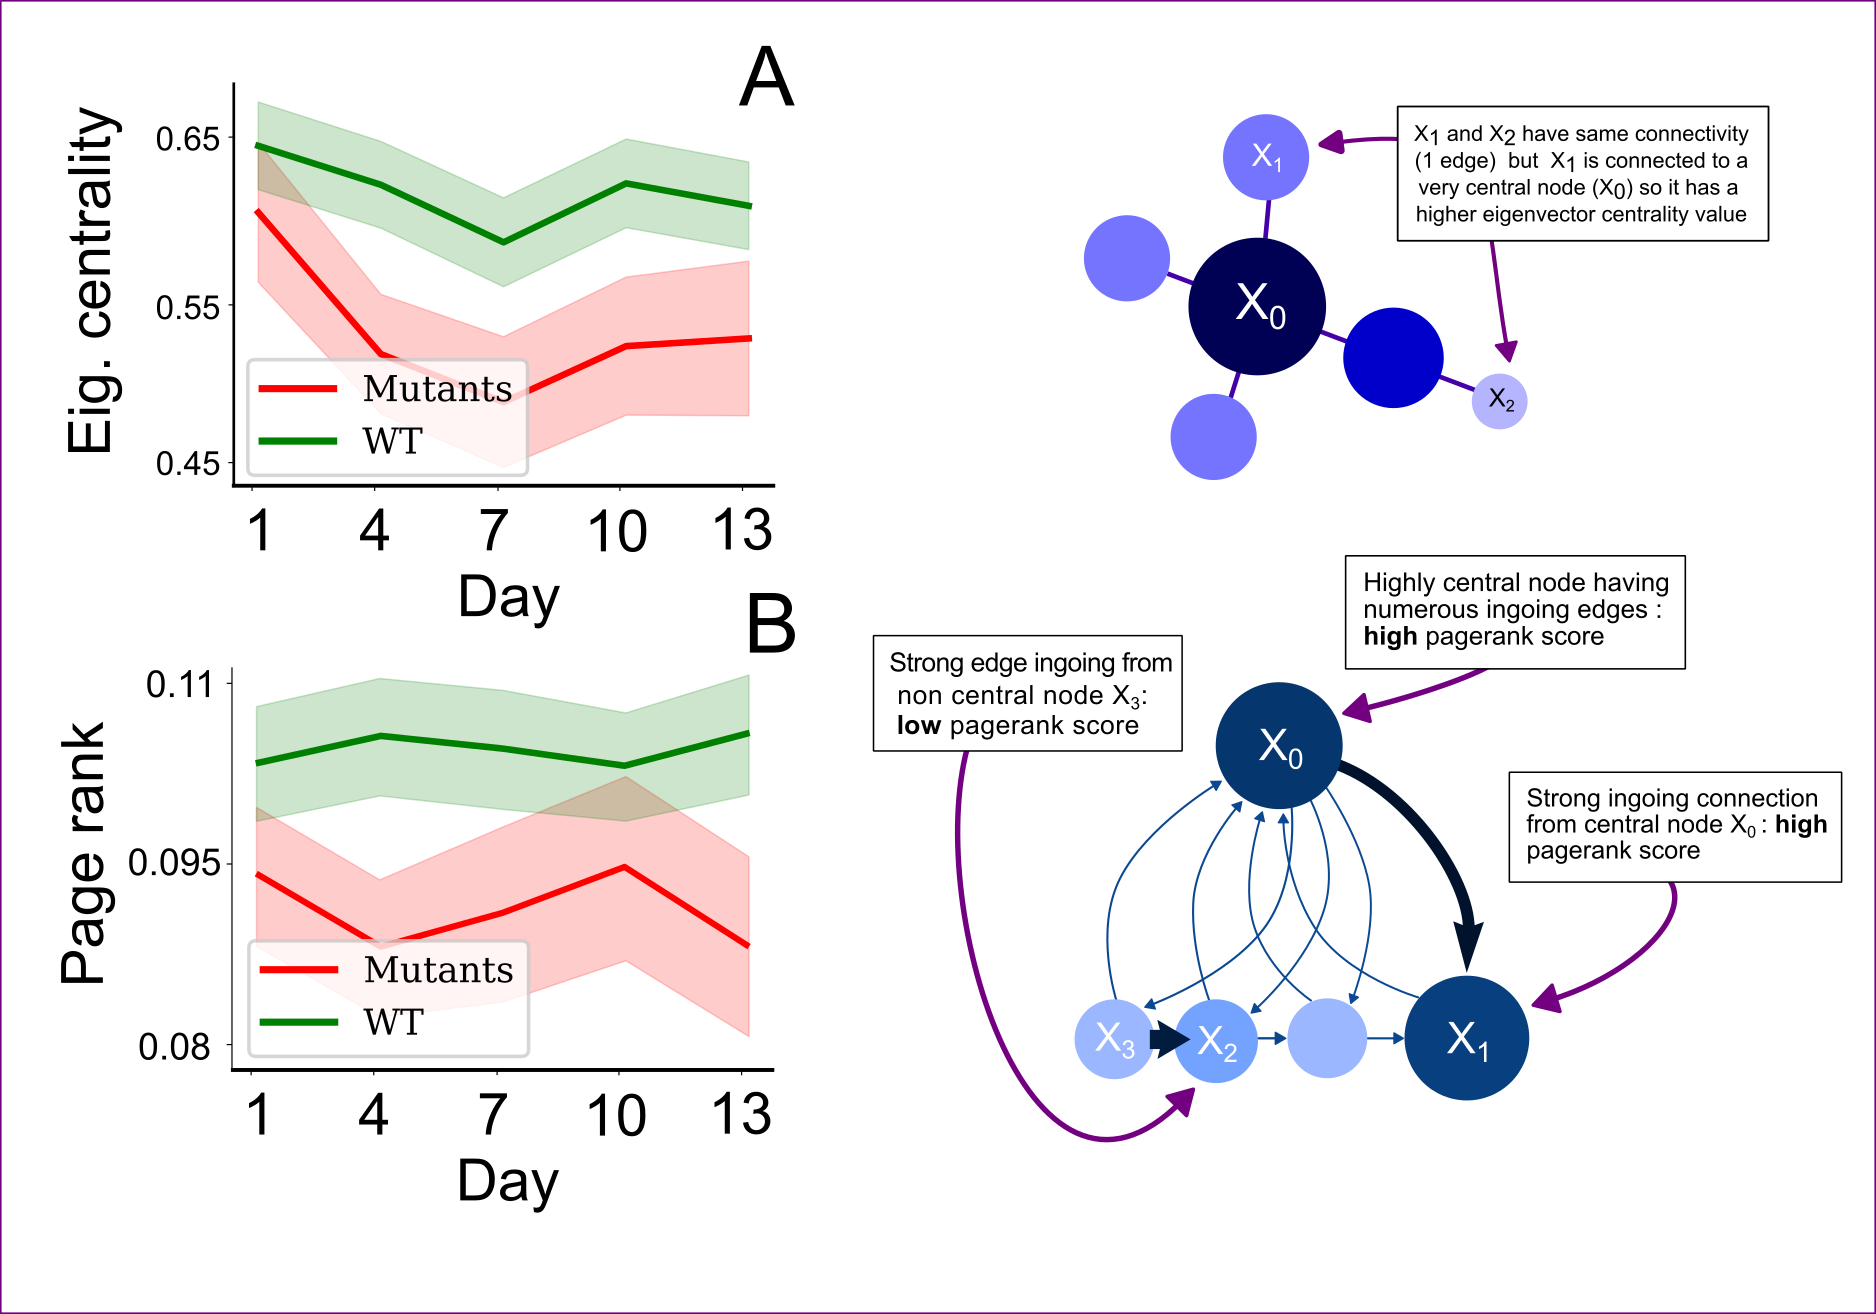 A
Eig. centrality
0.65
0.55
0.45
Mutants
WT
1 4 7 10 13
Day
X1
X0
X2
X1 and X2 have same connectivity
(1 edge) but X1 is connected to a
very central node (X0) so it has a
higher eigenvector centrality value
B
Page rank
0.11
0.095
0.08
Mutants
WT
1 4 7 10 13
Day
Highly central node having
numerous ingoing edges :
high pagerank score
Strong edge ingoing from
non central node X3:
low pagerank score
Strong ingoing connection
from central node X0 : high
pagerank score
X0
X3
X2
X1